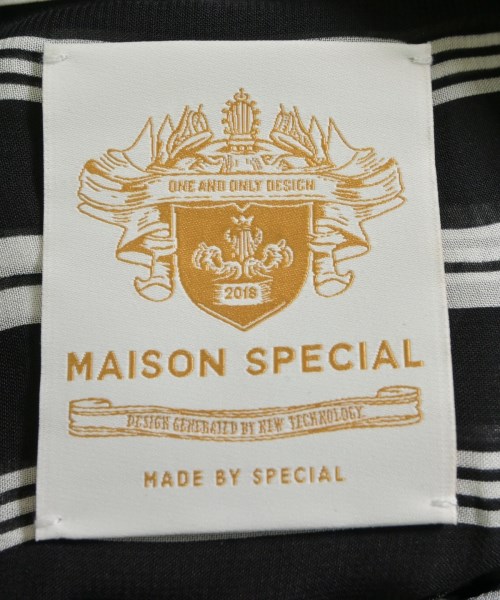 ONE AND ONLY DESIGN
2018
MAISON SPECIAL
DESIGN GENERATED BY NEW TECHNOLOGY
MADE BY SPECIAL